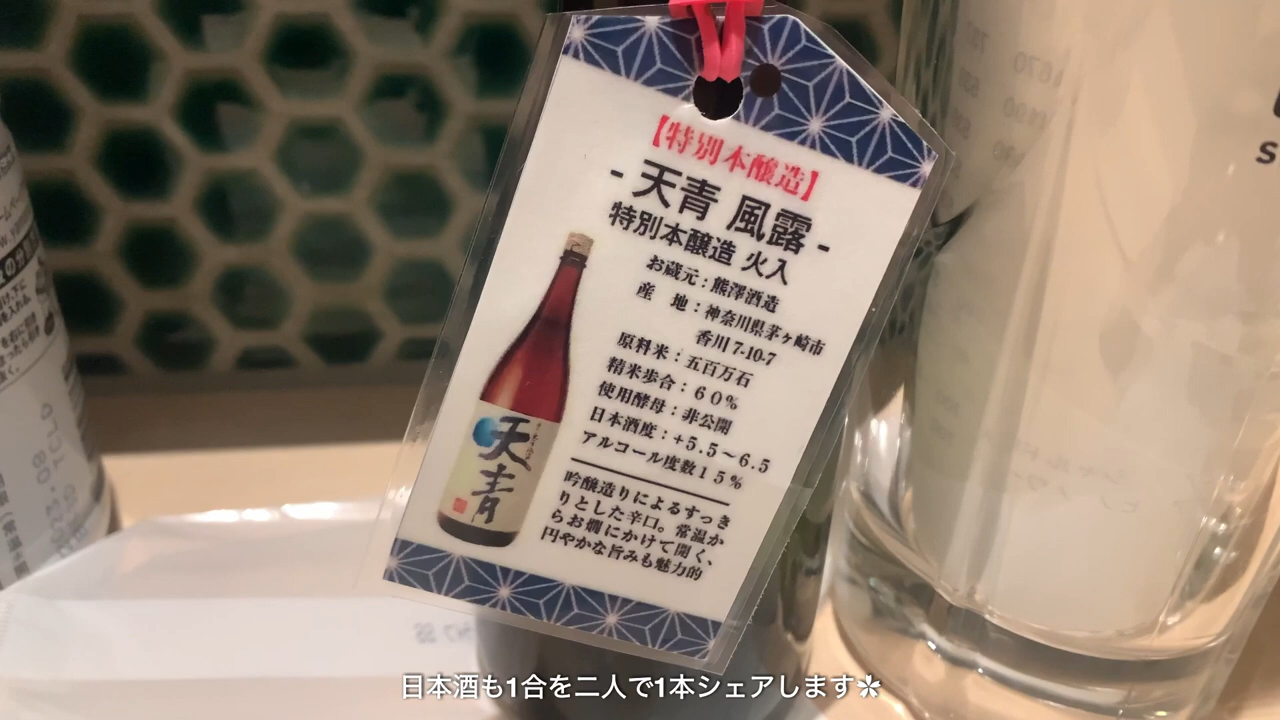 【特別本醸造】
- 天青 風露 -
特別本醸造 火入
お蔵元：熊澤酒造
産　地：神奈川県茅ヶ崎市
香川 7-10-7
原料米：五百万石
精米歩合：６０％
使用酵母：非公開
日本酒度：+５.５～６.５
アルコール度数１５％
吟醸造りによるすっき
りとした辛口。常温か
らお燗にかけて開く、
円やかな旨みも魅力的
天青
日本酒も1合を二人で1本シェアします✲